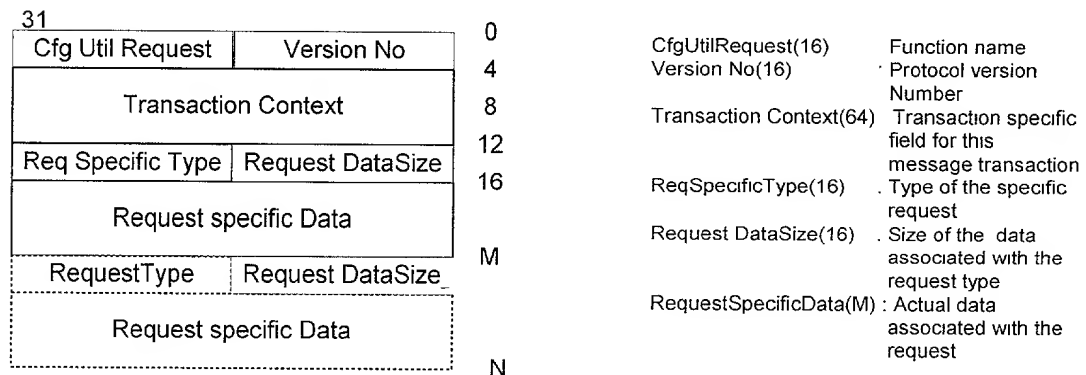 31
0
Cfg Util Request Version No
4
Transaction Context
8
12
Req Specific Type Request DataSize
16
Request specific Data
M
RequestType Request DataSize
Request specific Data
N
CfgUtilRequest(16) Function name
Version No(16) : Protocol version
Number
Transaction Context(64) Transaction specific
field for this
message transaction
ReqSpecificType(16) . Type of the specific
request
Request DataSize(16) . Size of the data
associated with the
request type
RequestSpecificData(M) : Actual data
associated with the
request